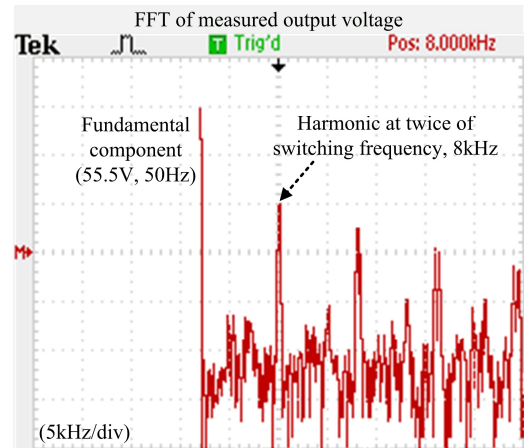 FFT of measured output voltage
Tek T Trig'd Pos: 8.000kHz
Fundamental
component
(55.5V, 50Hz)
Harmonic at twice of
switching frequency, 8kHz
M
(5kHz/div)